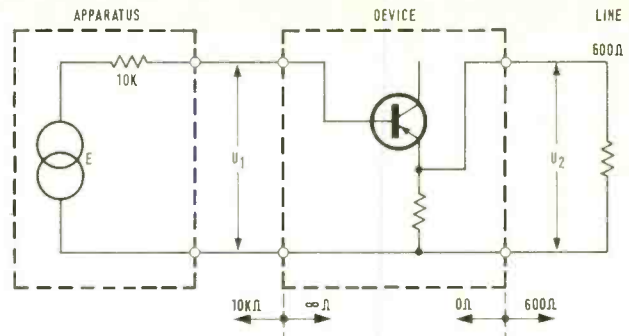 APPARATUS
DEVICE
LINE
600Ω
10K
E
U1
U2
10KΩ
∞Ω
0Ω
600Ω